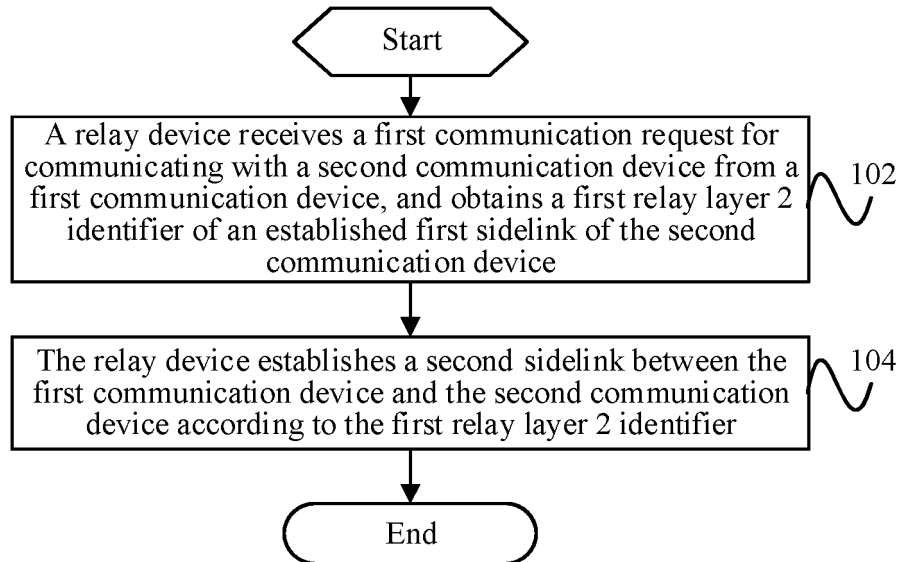 Start
A relay device receives a first communication request for
communicating with a second communication device from a
first communication device, and obtains a first relay layer 2
identifier of an established first sidelink of the second
communication device
102
The relay device establishes a second sidelink between the
first communication device and the second communication
device according to the first relay layer 2 identifier
104
End